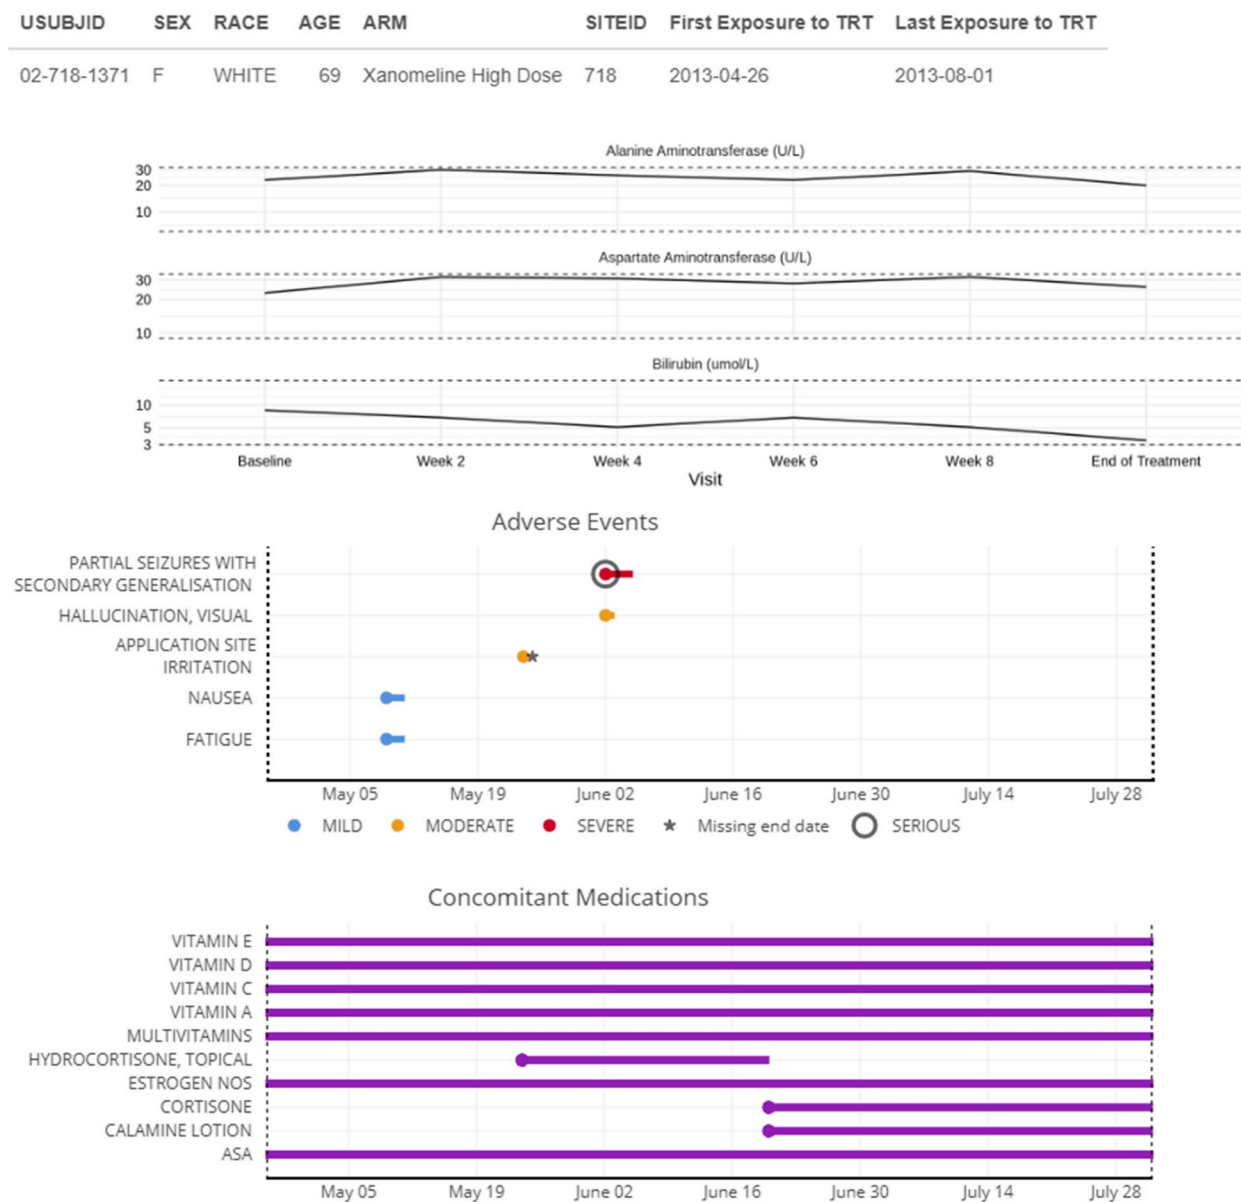 USUBJID SEX RACE AGE ARM SITEID First Exposure to TRT Last Exposure to TRT
02-718-1371 F WHITE 69 Xanomeline High Dose 718 2013-04-26 2013-08-01
Alanine Aminotransferase (U/L)
30
20
10
Aspartate Aminotransferase (U/L)
30
20
10
Bilirubin (umol/L)
10
5
3
Baseline Week 2 Week 4 Week 6 Week 8 End of Treatment
Visit
Adverse Events
PARTIAL SEIZURES WITH
SECONDARY GENERALISATION
HALLUCINATION, VISUAL
APPLICATION SITE
IRRITATION
NAUSEA
FATIGUE
May 05 May 19 June 02 June 16 June 30 July 14 July 28
MILD MODERATE SEVERE Missing end date SERIOUS
Concomitant Medications
VITAMIN E
VITAMIN D
VITAMIN C
VITAMIN A
MULTIVITAMINS
HYDROCORTISONE, TOPICAL
ESTROGEN NOS
CORTISONE
CALAMINE LOTION
ASA
May 05 May 19 June 02 June 16 June 30 July 14 July 28